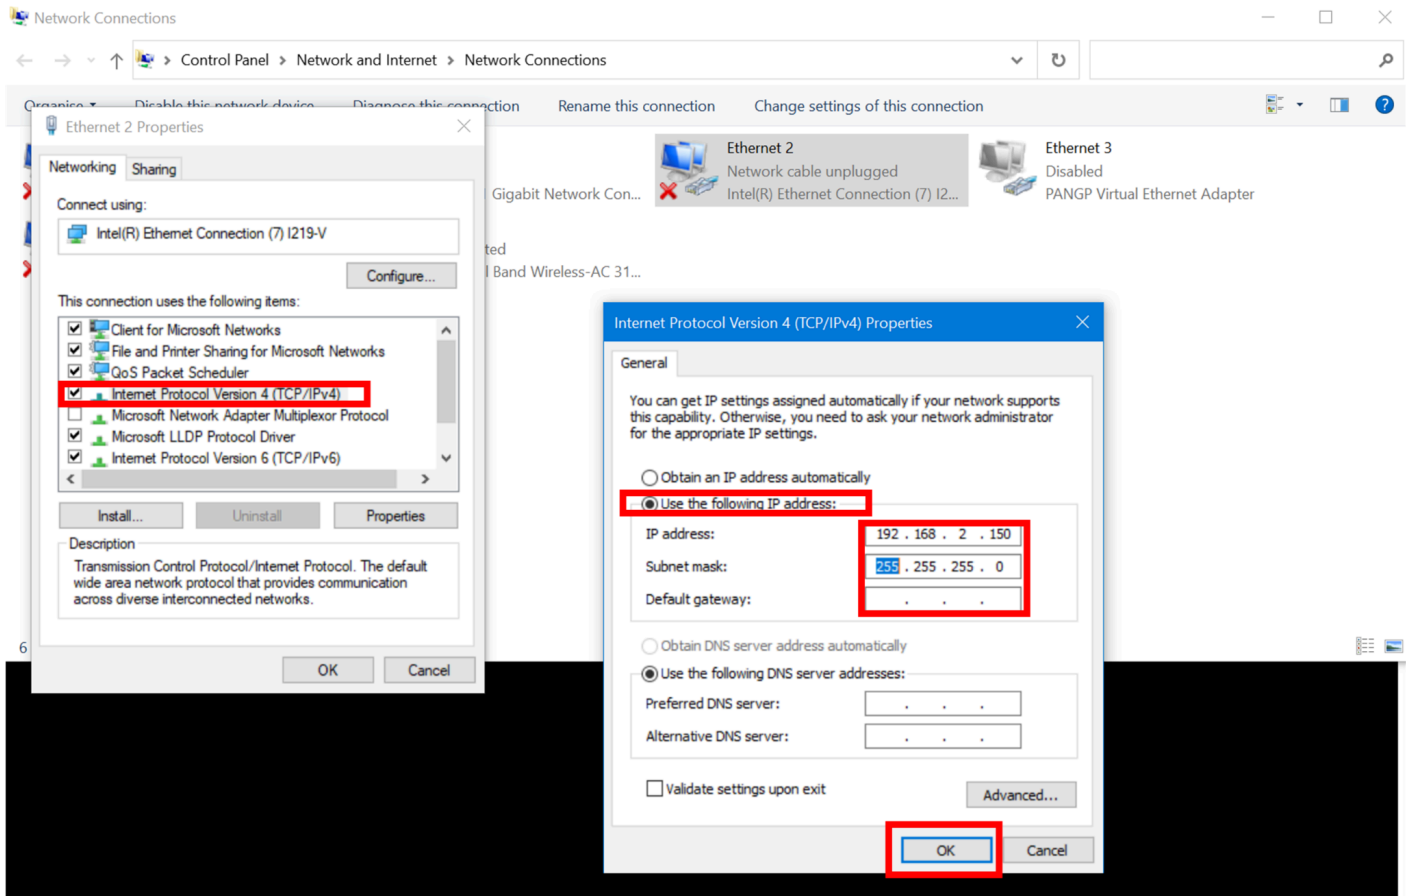 Network Connections
Control Panel > Network and Internet > Network Connections
Organise Disable this network device Diagnose this connection Rename this connection Change settings of this connection
Ethernet 2 Properties
Networking Sharing
Connect using:
Intel(R) Ethernet Connection (7) I219-V
Configure...
This connection uses the following items:
Client for Microsoft Networks
File and Printer Sharing for Microsoft Networks
QoS Packet Scheduler
Internet Protocol Version 4 (TCP/IPv4)
Microsoft Network Adapter Multiplexor Protocol
Microsoft LLDP Protocol Driver
Internet Protocol Version 6 (TCP/IPv6)
Install... Uninstall Properties
Description
Transmission Control Protocol/Internet Protocol. The default
wide area network protocol that provides communication
across diverse interconnected networks.
OK Cancel
6
Gigabit Network Con...
ted
l Band Wireless-AC 31...
Ethernet 2
Network cable unplugged
Intel(R) Ethernet Connection (7) I2...
Ethernet 3
Disabled
PANGP Virtual Ethernet Adapter
Internet Protocol Version 4 (TCP/IPv4) Properties
General
You can get IP settings assigned automatically if your network supports
this capability. Otherwise, you need to ask your network administrator
for the appropriate IP settings.
Obtain an IP address automatically
Use the following IP address:
IP address: 192 . 168 . 2 . 150
Subnet mask: 255 . 255 . 255 . 0
Default gateway: . . .
Obtain DNS server address automatically
Use the following DNS server addresses:
Preferred DNS server: . . .
Alternative DNS server: . . .
Validate settings upon exit
Advanced...
OK Cancel